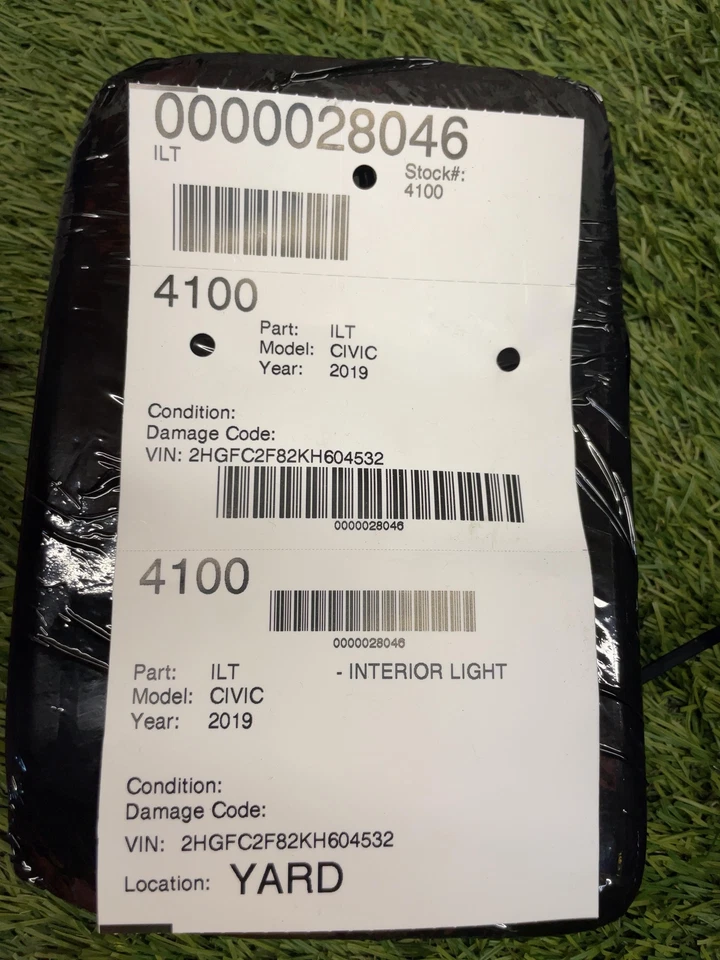 0000028046
ILT
Stock#:
4100
4100
Part: ILT
Model: CIVIC
Year: 2019
Condition:
Damage Code:
VIN: 2HGFC2F82KH604532
0000028046
4100
0000028046
Part: ILT - INTERIOR LIGHT
Model: CIVIC
Year: 2019
Condition:
Damage Code:
VIN: 2HGFC2F82KH604532
Location: YARD